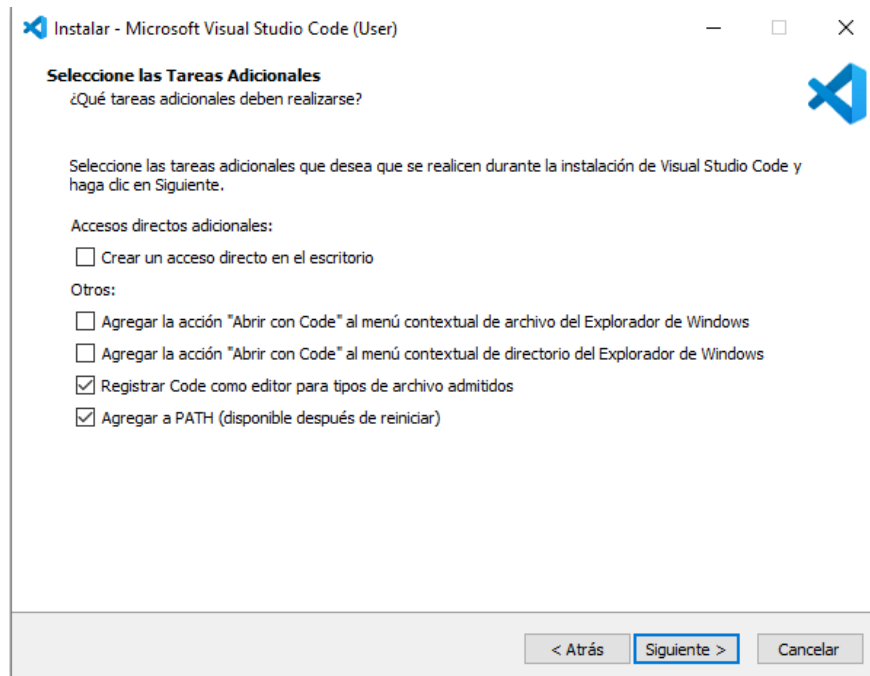 Instalar - Microsoft Visual Studio Code (User)
Seleccione las Tareas Adicionales
¿Qué tareas adicionales deben realizarse?
Seleccione las tareas adicionales que desea que se realicen durante la instalación de Visual Studio Code y
haga clic en Siguiente.
Accesos directos adicionales:
Crear un acceso directo en el escritorio
Otros:
Agregar la acción "Abrir con Code" al menú contextual de archivo del Explorador de Windows
Agregar la acción "Abrir con Code" al menú contextual de directorio del Explorador de Windows
Registrar Code como editor para tipos de archivo admitidos
Agregar a PATH (disponible después de reiniciar)
< Atrás Siguiente > Cancelar